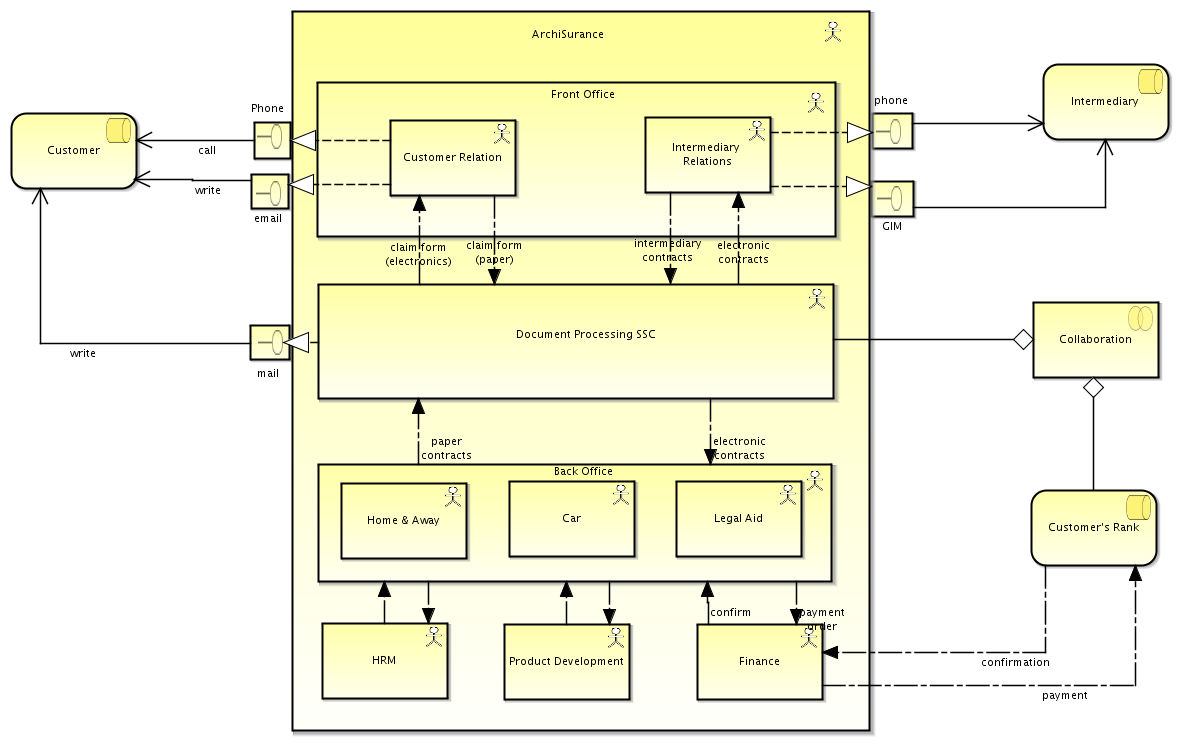 ArchiSurance
Front Office
Phone
phone
Intermediary
Customer
call
Customer Relation
Intermediary
Relations
write
email
GIM
claim form
(electronics)
claim form
(paper)
intermediary
contracts
electronic
contracts
Document Processing SSC
Collaboration
write
mail
paper
contracts
electronic
contracts
Back Office
Home & Away
Car
Legal Aid
Customer's Rank
confirm
payment
order
HRM
Product Development
Finance
confirmation
payment